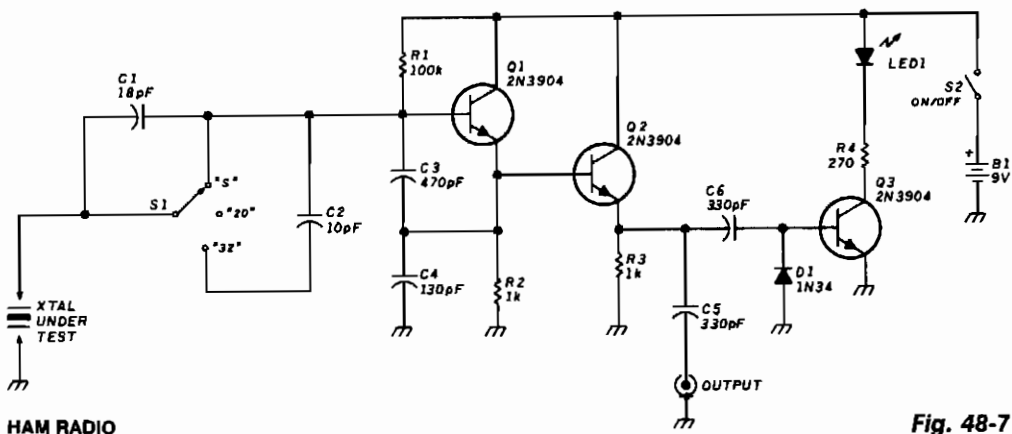 C1
18pF
R1
100k
Q1
2N3904
LED1
S2
ON/OFF
Q2
2N3904
C3
470pF
"S"
S1
"20"
"32"
C2
10pF
R4
270
+
B1
9V
C6
330pF
Q3
2N3904
C4
130pF
R2
1k
R3
1k
D1
1N34
C5
330pF
XTAL
UNDER
TEST
OUTPUT
HAM RADIO
Fig. 48-7